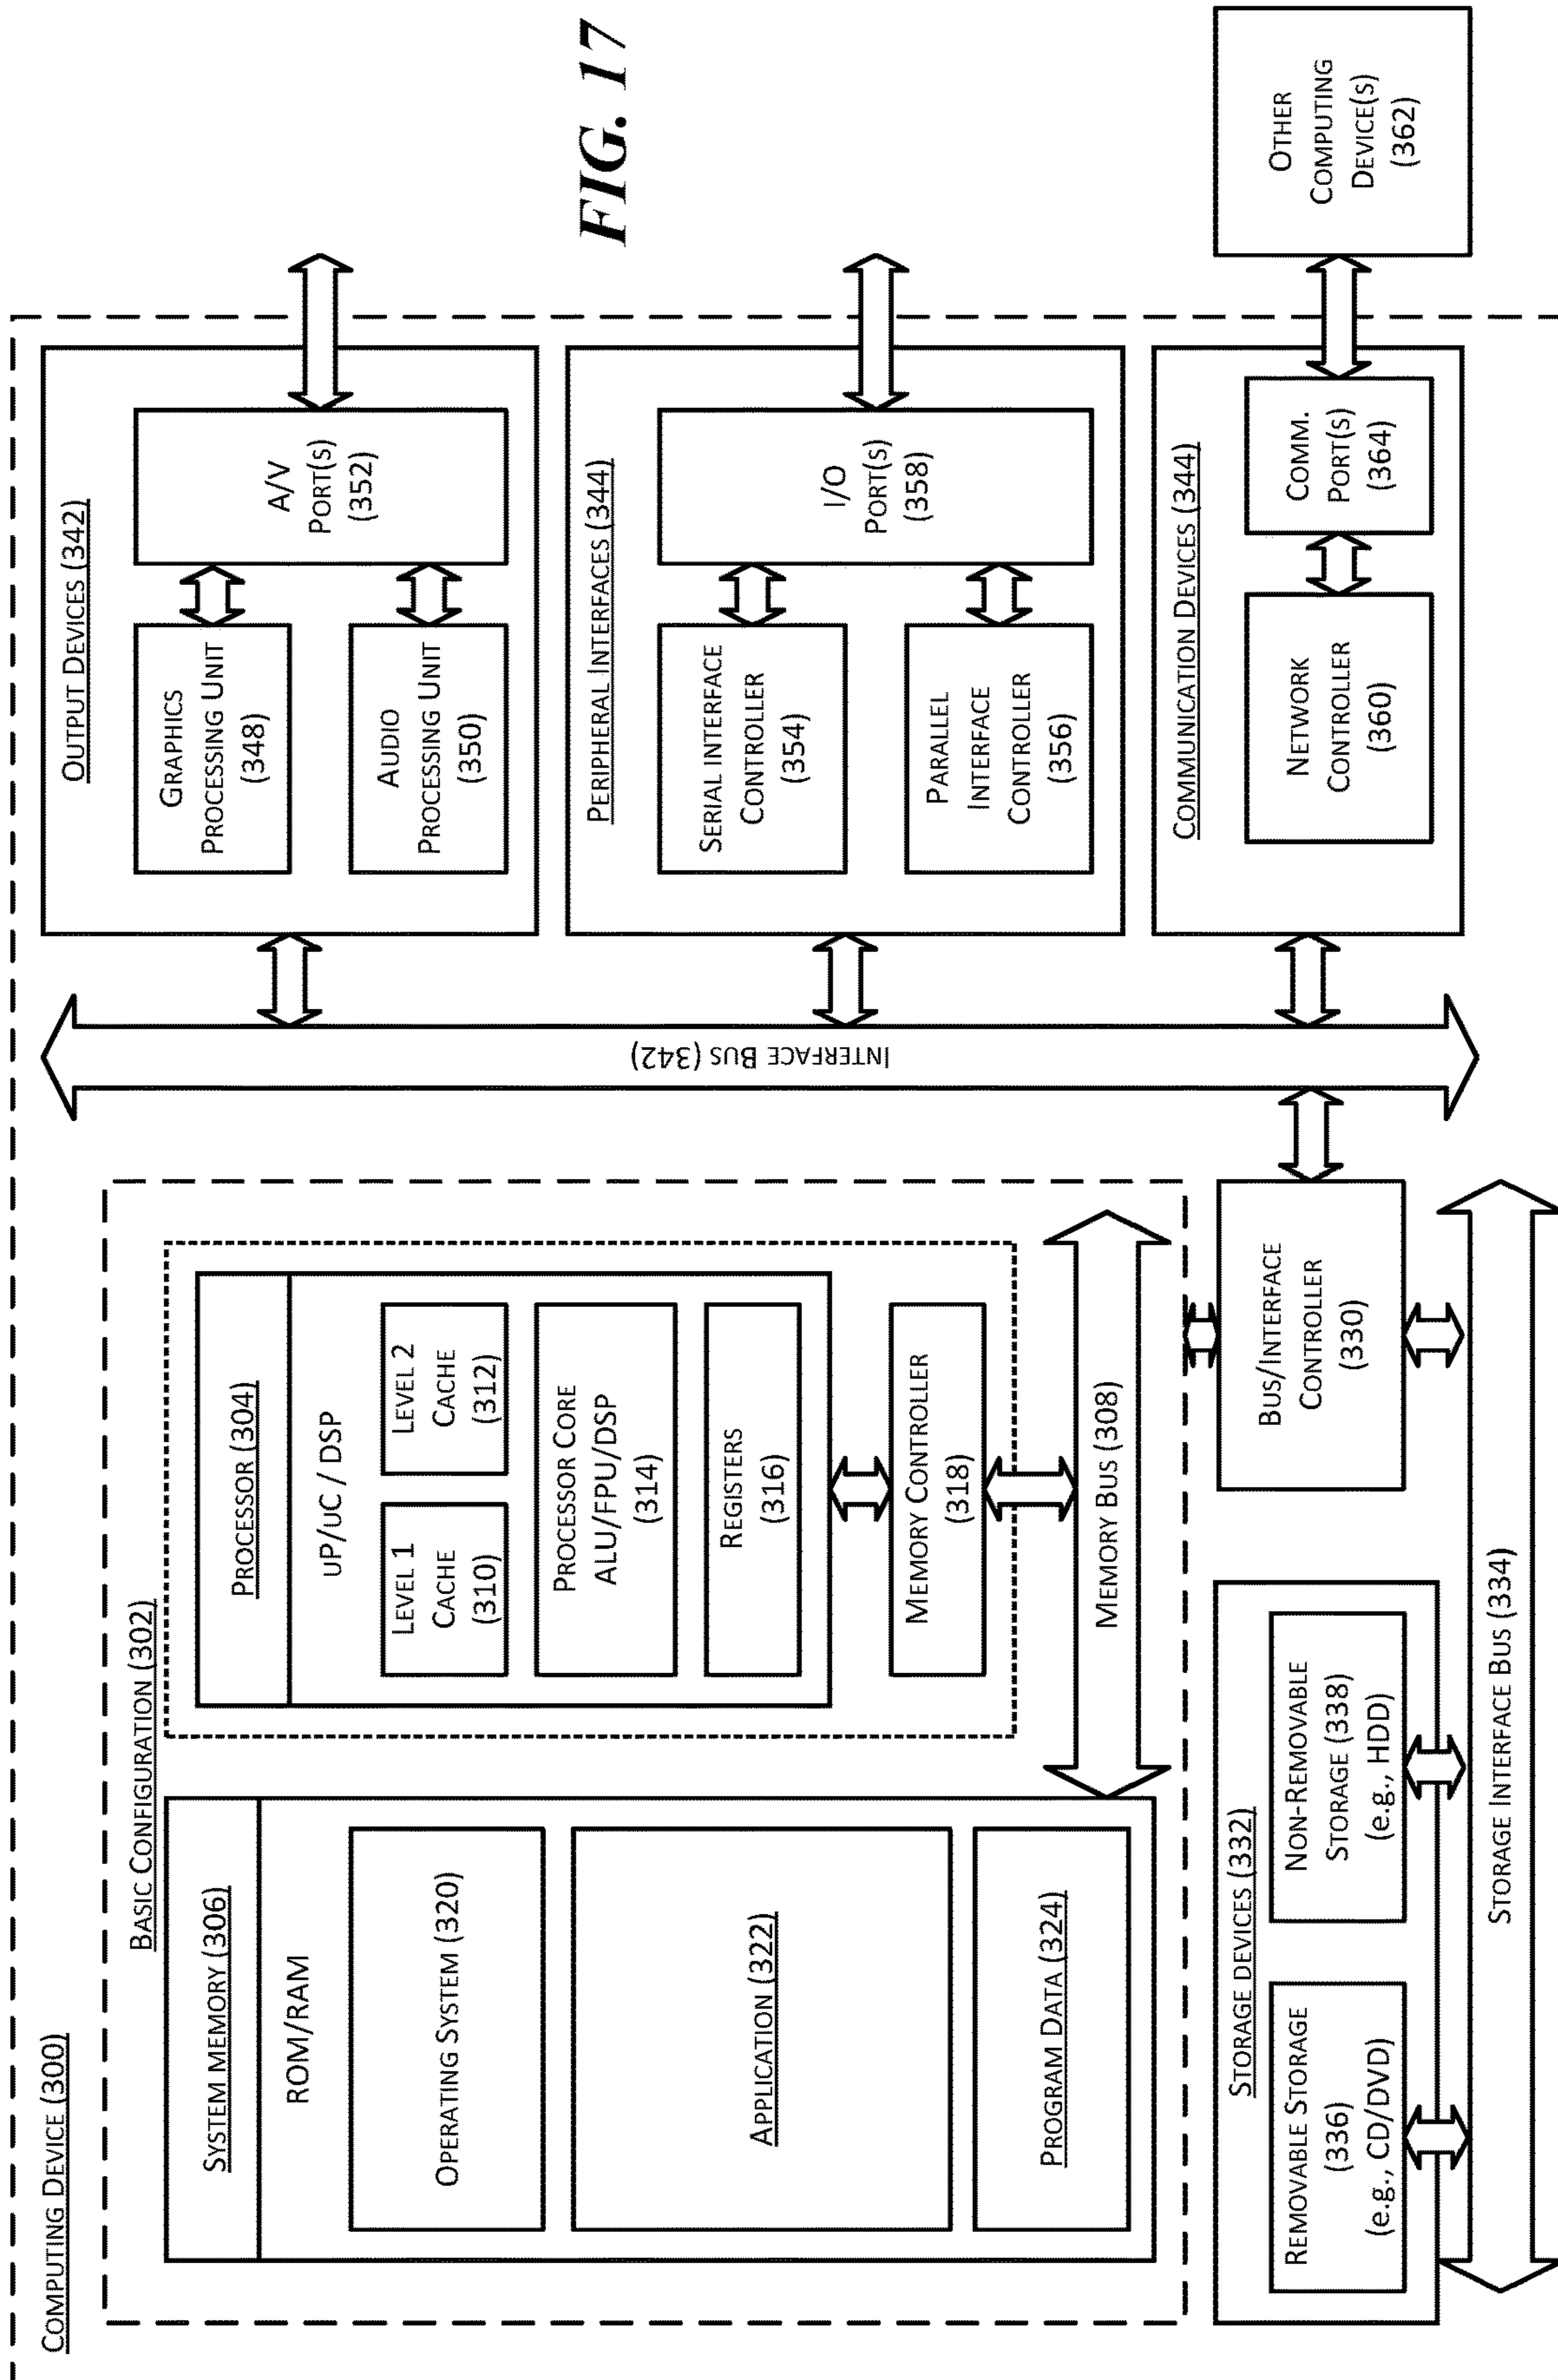 COMPUTING DEVICE (300)
BASIC CONFIGURATION (302)
SYSTEM MEMORY (306)
ROM/RAM
OPERATING SYSTEM (320)
APPLICATION (322)
PROGRAM DATA (324)
PROCESSOR (304)
UP/UC / DSP
LEVEL 1
CACHE
(310)
LEVEL 2
CACHE
(312)
PROCESSOR CORE
ALU/FPU/DSP
(314)
REGISTERS
(316)
MEMORY CONTROLLER
(318)
MEMORY BUS (308)
BUS/INTERFACE
CONTROLLER
(330)
STORAGE DEVICES (332)
REMOVABLE STORAGE
(336)
(e.g., CD/DVD)
NON-REMOVABLE
STORAGE (338)
(e.g., HDD)
STORAGE INTERFACE BUS (334)
INTERFACE BUS (342)
OUTPUT DEVICES (342)
GRAPHICS
PROCESSING UNIT
(348)
AUDIO
PROCESSING UNIT
(350)
A/V
PORT(S)
(352)
PERIPHERAL INTERFACES (344)
SERIAL INTERFACE
CONTROLLER
(354)
PARALLEL
INTERFACE
CONTROLLER
(356)
I/O
PORT(S)
(358)
COMMUNICATION DEVICES (344)
NETWORK
CONTROLLER
(360)
COMM.
PORT(S)
(364)
OTHER
COMPUTING
DEVICE(S)
(362)
FIG. 17